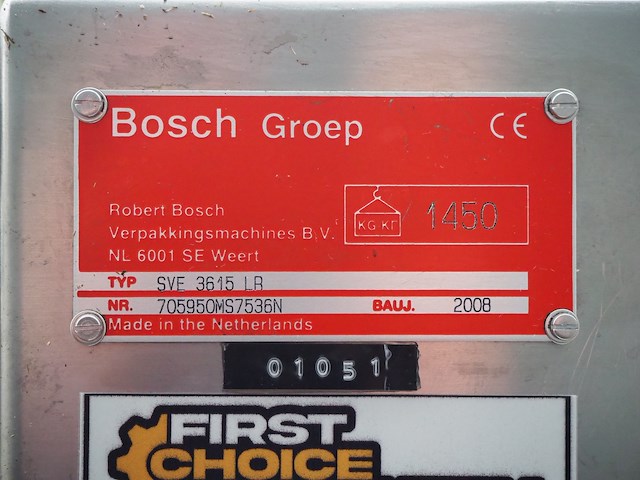 Bosch Groep CE
KG КГ 1450
Robert Bosch
Verpakkingsmachines B.V.
NL 6001 SE Weert
TYP SVE 3615 LR
NR. 705950MS7536N BAUJ. 2008
Made in the Netherlands
01051
FIRST
CHOICE